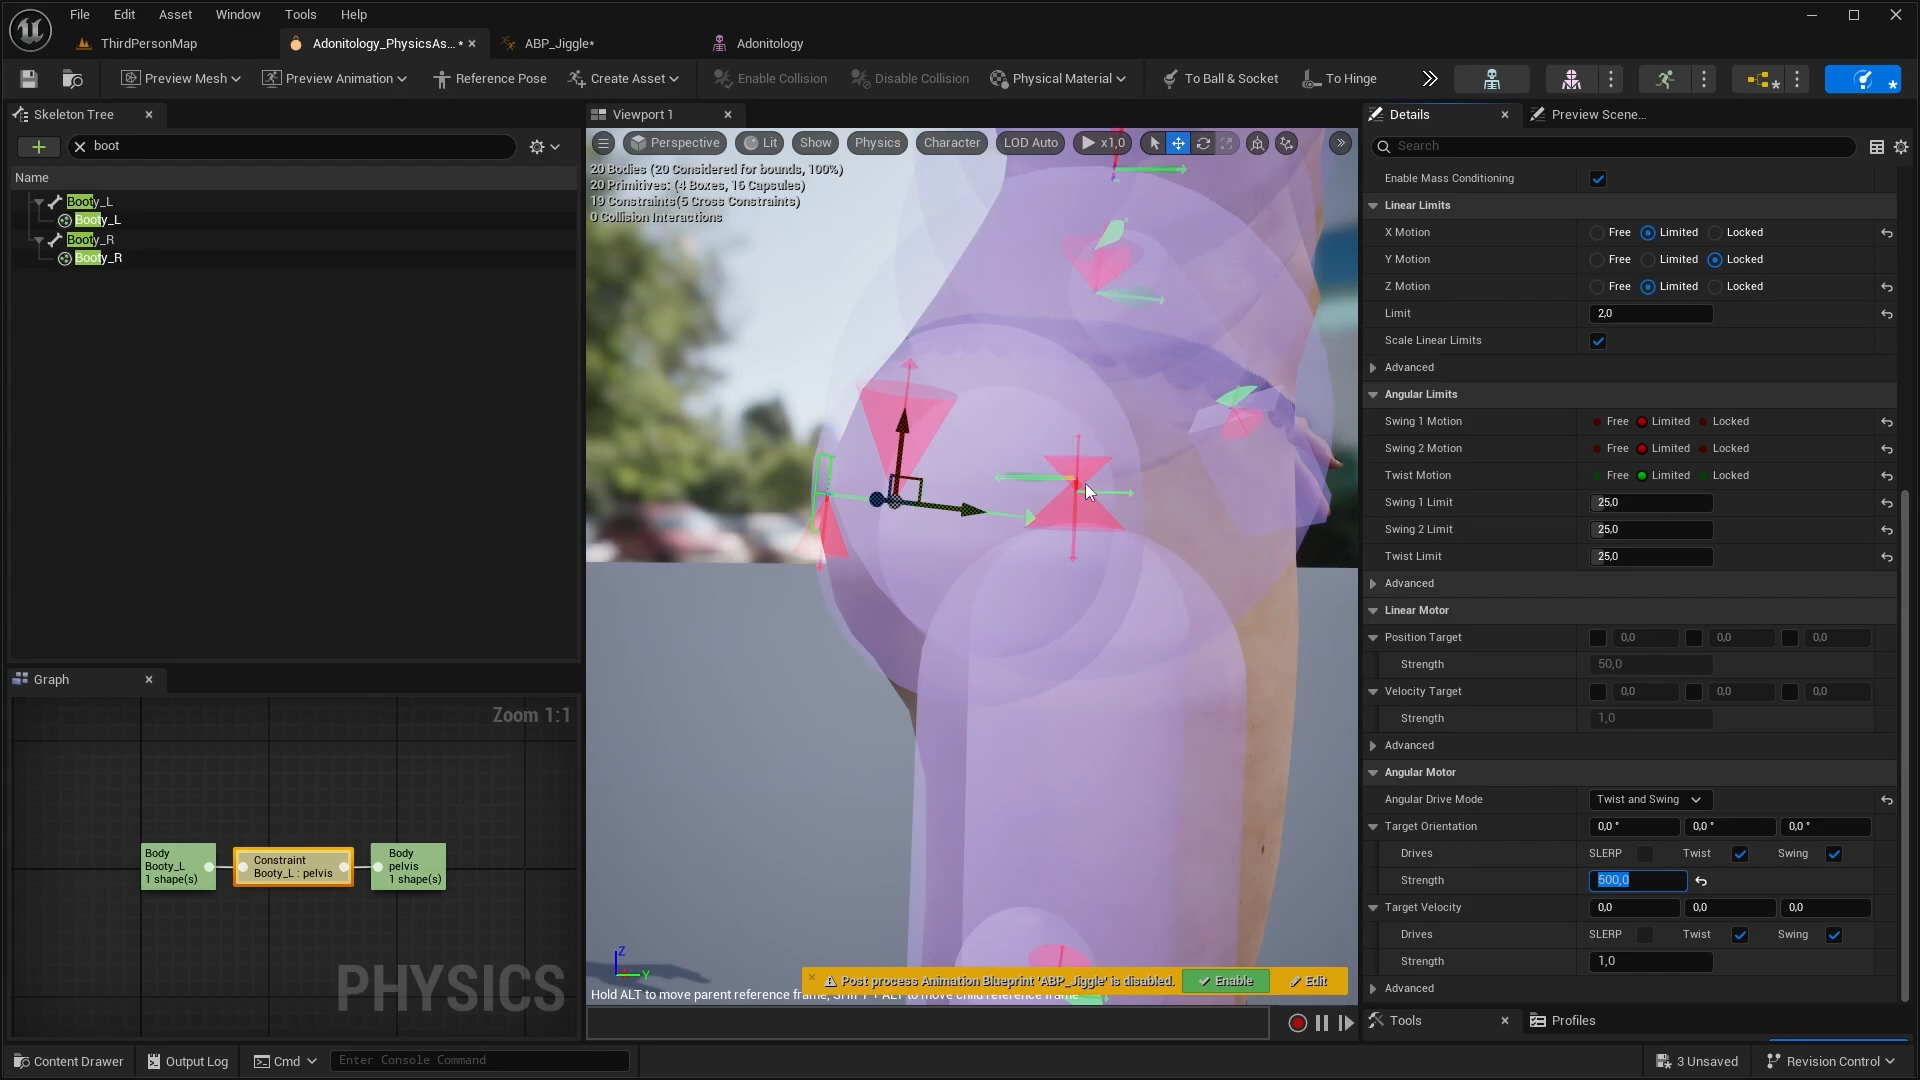 File Edit Asset Window Tools Help
ThirdPersonMap
Adonitology_PhysicsAs... *
ABP_Jiggle*
Adonitology
Preview Mesh
Preview Animation
Reference Pose
Create Asset
Enable Collision
Disable Collision
Physical Material
To Ball & Socket
To Hinge
Skeleton Tree
boot
Name
Booty_L
Booty_L
Booty_R
Booty_R
Graph
Zoom 1:1
Body
Booty_L
1 shape(s)
Constraint
Booty_L : pelvis
Body
pelvis
1 shape(s)
PHYSICS
Viewport 1
Perspective
Lit
Show
Physics
Character
LOD Auto
x1,0
20 Bodies (20 Considered for bounds, 100%)
20 Primitives: (4 Boxes, 16 Capsules)
19 Constraints(5 Cross Constraints)
0 Collision Interactions
Z
Y
Post process Animation Blueprint 'ABP_Jiggle' is disabled.
Enable
Edit
Hold ALT to move parent reference frame, SHIFT + ALT to move child reference frame
Details
Preview Scene...
Search
Enable Mass Conditioning
Linear Limits
X Motion Free Limited Locked
Y Motion Free Limited Locked
Z Motion Free Limited Locked
Limit 2,0
Scale Linear Limits
Advanced
Angular Limits
Swing 1 Motion Free Limited Locked
Swing 2 Motion Free Limited Locked
Twist Motion Free Limited Locked
Swing 1 Limit 25,0
Swing 2 Limit 25,0
Twist Limit 25,0
Advanced
Linear Motor
Position Target 0,0 0,0 0,0
Strength 50,0
Velocity Target 0,0 0,0 0,0
Strength 1,0
Advanced
Angular Motor
Angular Drive Mode Twist and Swing
Target Orientation 0,0 ° 0,0 ° 0,0 °
Drives SLERP Twist Swing
Strength 500,0
Target Velocity 0,0 0,0 0,0
Drives SLERP Twist Swing
Strength 1,0
Advanced
Tools
Profiles
Content Drawer
Output Log
Cmd
Enter Console Command
3 Unsaved
Revision Control